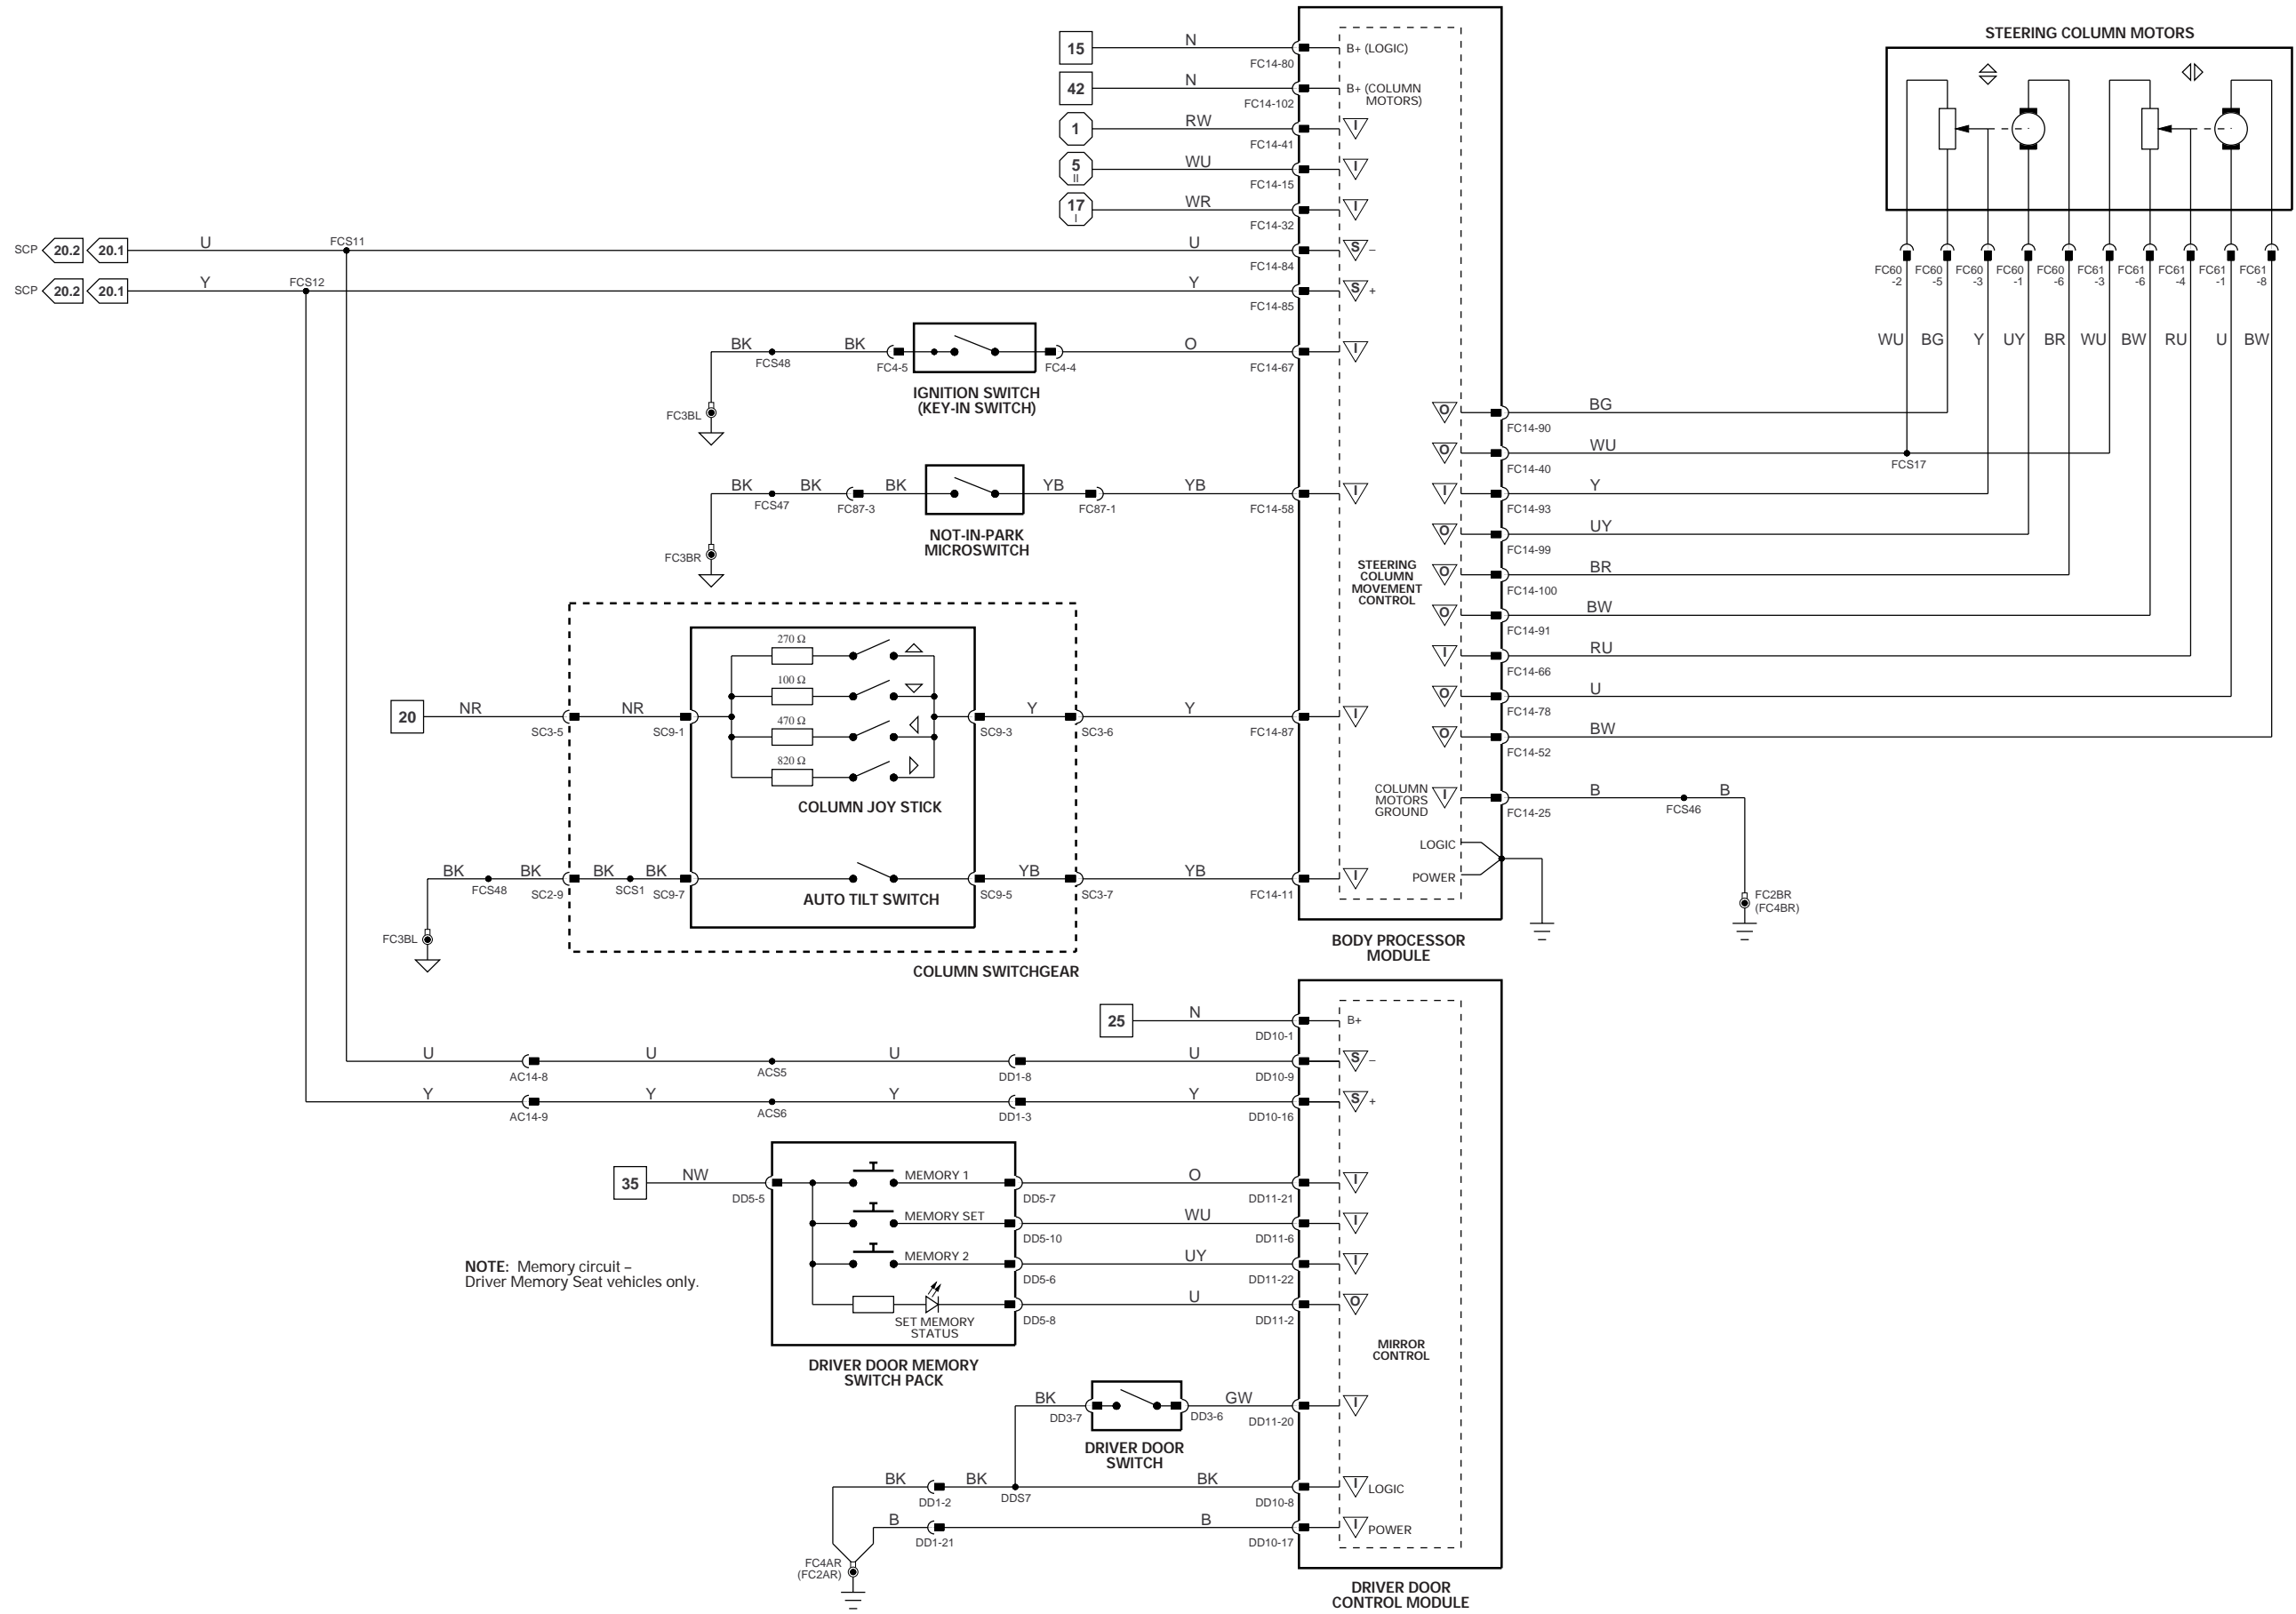 STEERING COLUMN MOTORS
15 N FC14-80 B+ (LOGIC)
42 N FC14-102 B+ (COLUMN
MOTORS)
1 RW FC14-41 I
5 II WU FC14-15 I
17 I WR FC14-32 I
SCP 20.2 20.1 U FCS11 U FC14-84 S –
SCP 20.2 20.1 Y FCS12 Y FC14-85 S +
FC60 FC60 FC60 FC60 FC60 FC61 FC61 FC61 FC61 FC61
-2 -5 -3 -1 -6 -3 -6 -4 -1 -8
WU BG Y UY BR WU BW RU U BW
BK FCS48 BK FC4-5 FC4-4 O FC14-67 I
IGNITION SWITCH
(KEY-IN SWITCH)
FC3BL
O FC14-90 BG
O FC14-40 WU FCS17
BK FCS47 BK FC87-3 BK YB FC87-1 YB FC14-58 I
NOT-IN-PARK
MICROSWITCH
FC3BR
I FC14-93 Y
O FC14-99 UY
STEERING
COLUMN
MOVEMENT
CONTROL
O FC14-100 BR
O FC14-91 BW
I FC14-66 RU
O FC14-78 U
O FC14-52 BW
270 Ω
100 Ω
470 Ω
820 Ω
20 NR SC3-5 NR SC9-1 SC9-3 Y SC3-6 Y FC14-87 I
COLUMN JOY STICK
COLUMN
MOTORS
GROUND
I FC14-25 B FCS46 B
LOGIC
POWER
FC2BR
(FC4BR)
BK FCS48 BK SC2-9 BK SCS1 BK SC9-7 SC9-5 YB SC3-7 YB FC14-11 I
AUTO TILT SWITCH
FC3BL
COLUMN SWITCHGEAR
BODY PROCESSOR
MODULE
25 N DD10-1 B+
U AC14-8 U ACS5 U DD1-8 U DD10-9 S –
Y AC14-9 Y ACS6 Y DD1-3 Y DD10-16 S +
35 NW DD5-5 MEMORY 1 DD5-7 O DD11-21 I
MEMORY SET DD5-10 WU DD11-6 I
MEMORY 2 DD5-6 UY DD11-22 I
SET MEMORY
STATUS
DD5-8 U DD11-2 O
NOTE: Memory circuit –
Driver Memory Seat vehicles only.
MIRROR
CONTROL
DRIVER DOOR MEMORY
SWITCH PACK
BK DD3-7 DD3-6 GW DD11-20 I
DRIVER DOOR
SWITCH
BK DD1-2 BK DDS7 BK DD10-8 I LOGIC
B DD1-21 B DD10-17 I POWER
FC4AR
(FC2AR)
DRIVER DOOR
CONTROL MODULE